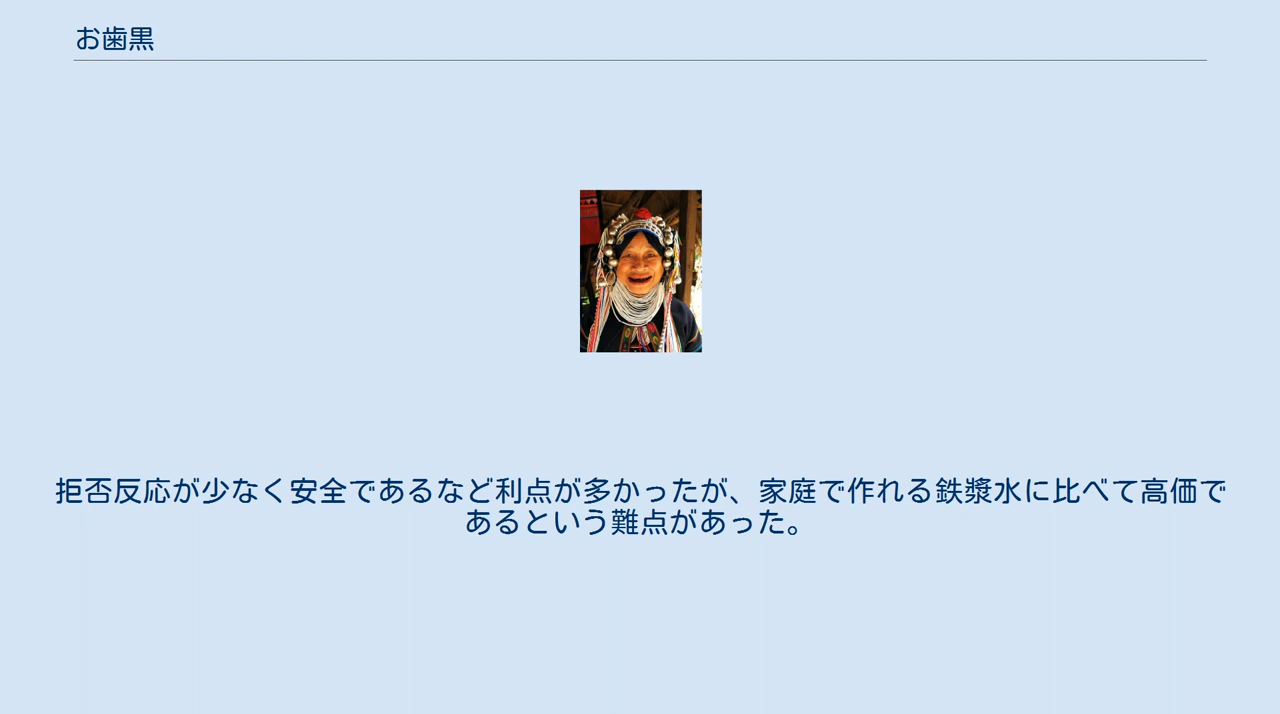 お歯黒
拒否反応が少なく安全であるなど利点が多かったが、家庭で作れる鉄漿水に比べて高価で
あるという難点があった。